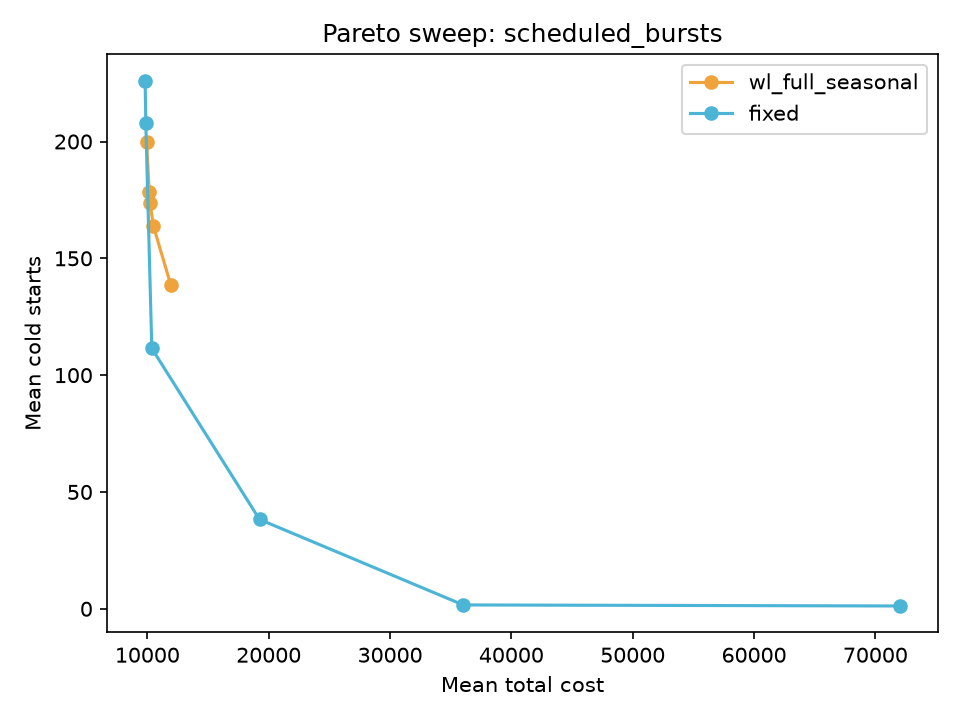 Pareto sweep: scheduled_bursts
wl_full_seasonal
fixed
Mean cold starts
200
150
100
50
0
10000 20000 30000 40000 50000 60000 70000
Mean total cost